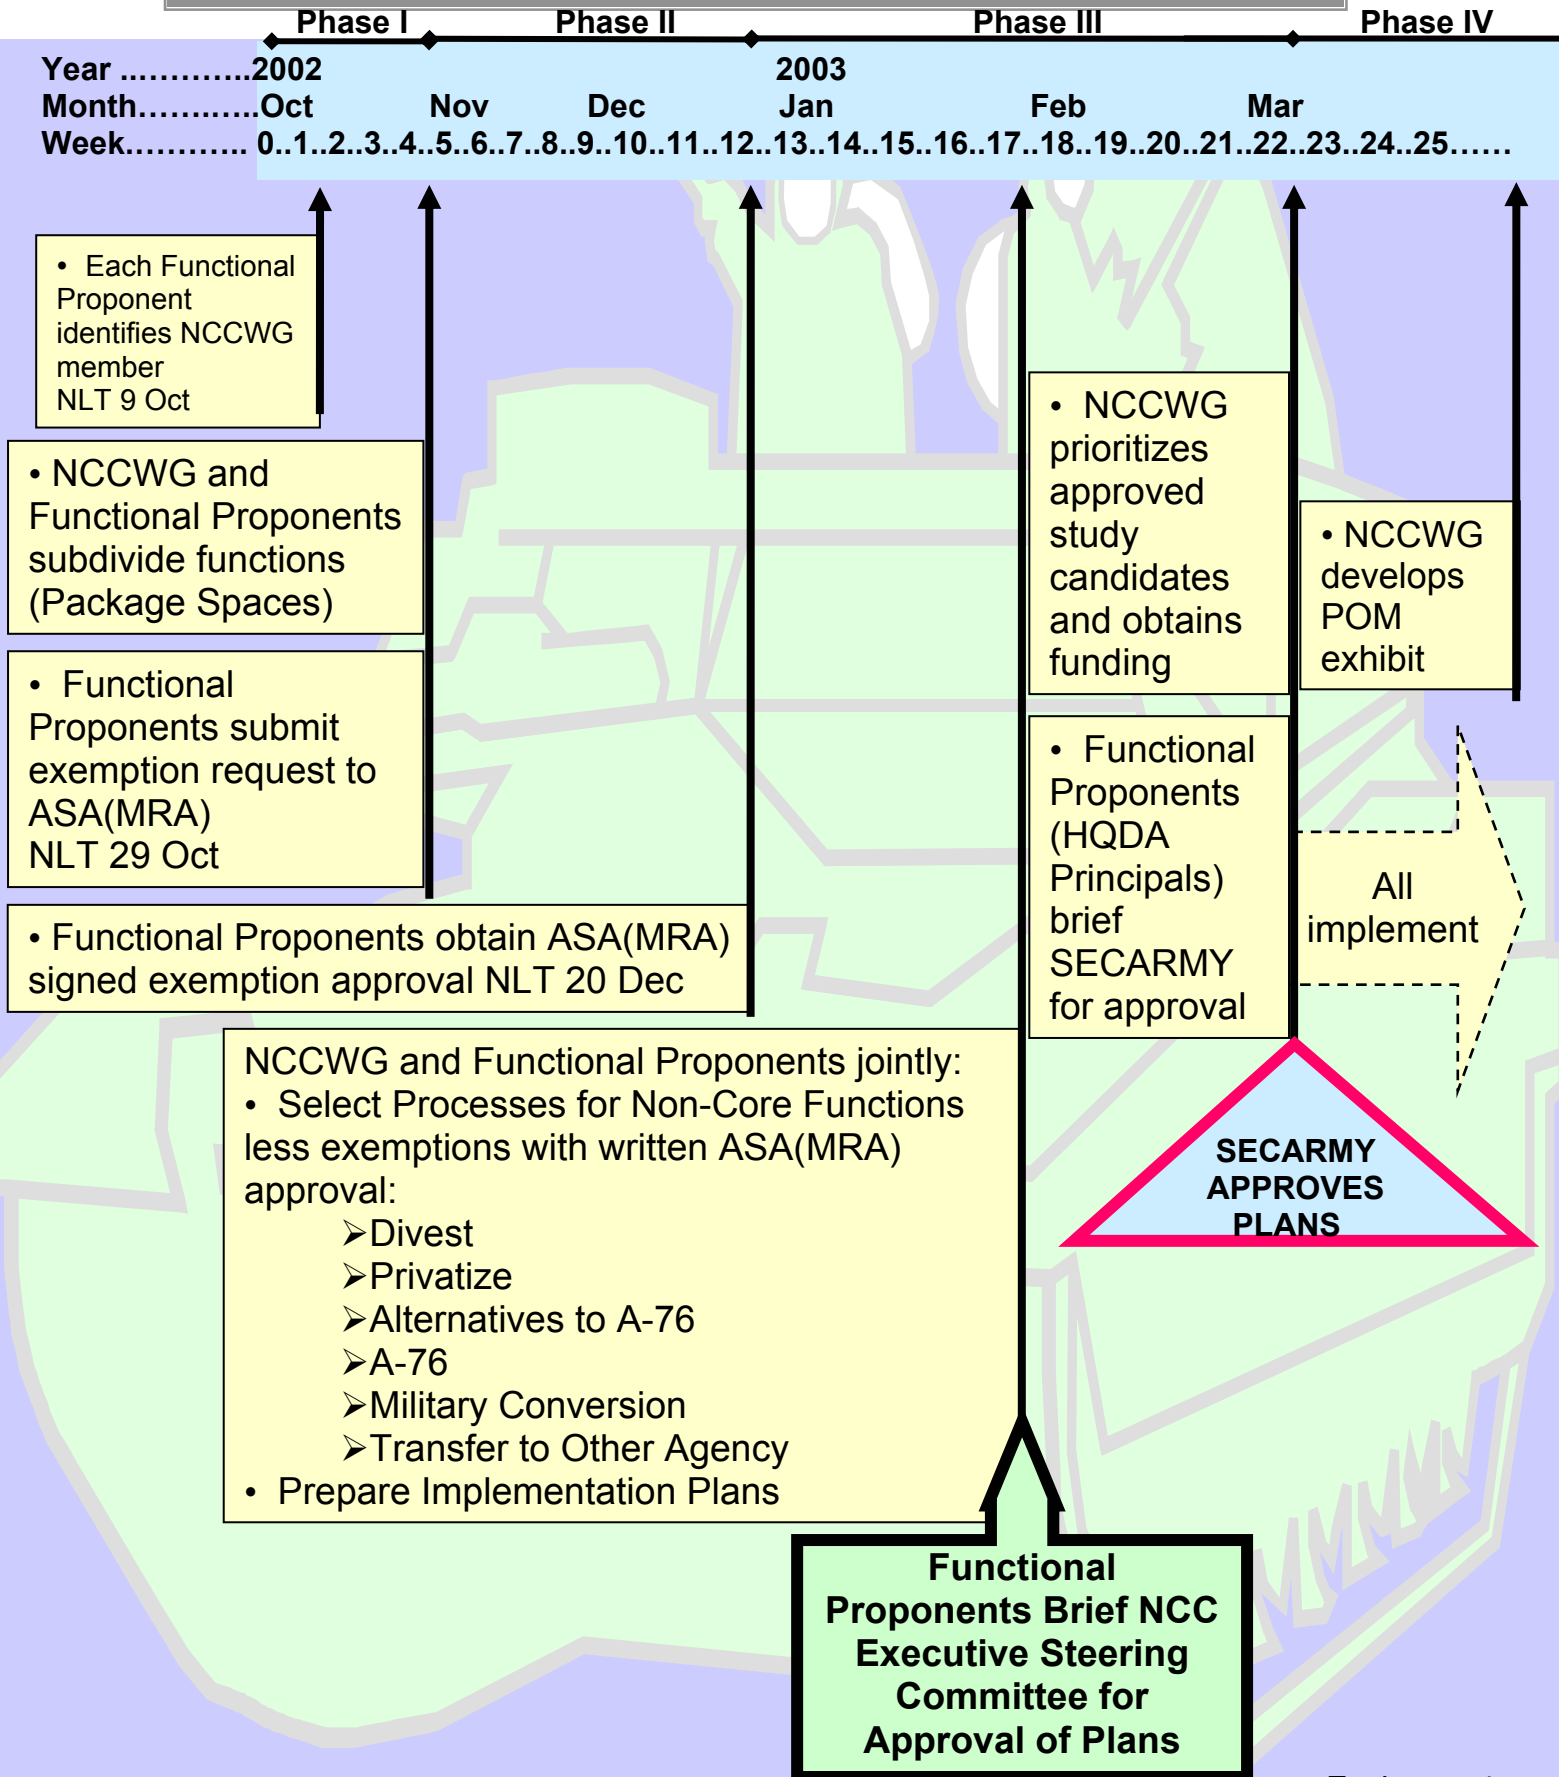 Phase I Phase II Phase III Phase IV
Year ...………..2002 2003
Month…….…..Oct Nov Dec Jan Feb Mar
Week.………... 0..1..2..3..4..5..6..7..8..9..10..11..12..13..14..15..16..17..18..19..20..21..22..23..24..25……
• Each Functional
Proponent
identifies NCCWG
member
NLT 9 Oct
• NCCWG and
Functional Proponents
subdivide functions
(Package Spaces)
• Functional
Proponents submit
exemption request to
ASA(MRA)
NLT 29 Oct
• Functional Proponents obtain ASA(MRA)
signed exemption approval NLT 20 Dec
NCCWG and Functional Proponents jointly:
• Select Processes for Non-Core Functions
less exemptions with written ASA(MRA)
approval:
➢Divest
➢Privatize
➢Alternatives to A-76
➢A-76
➢Military Conversion
➢Transfer to Other Agency
• Prepare Implementation Plans
• NCCWG
prioritizes
approved
study
candidates
and obtains
funding
• Functional
Proponents
(HQDA
Principals)
brief
SECARMY
for approval
• NCCWG
develops
POM
exhibit
All
implement
SECARMY
APPROVES
PLANS
Functional
Proponents Brief NCC
Executive Steering
Committee for
Approval of Plans